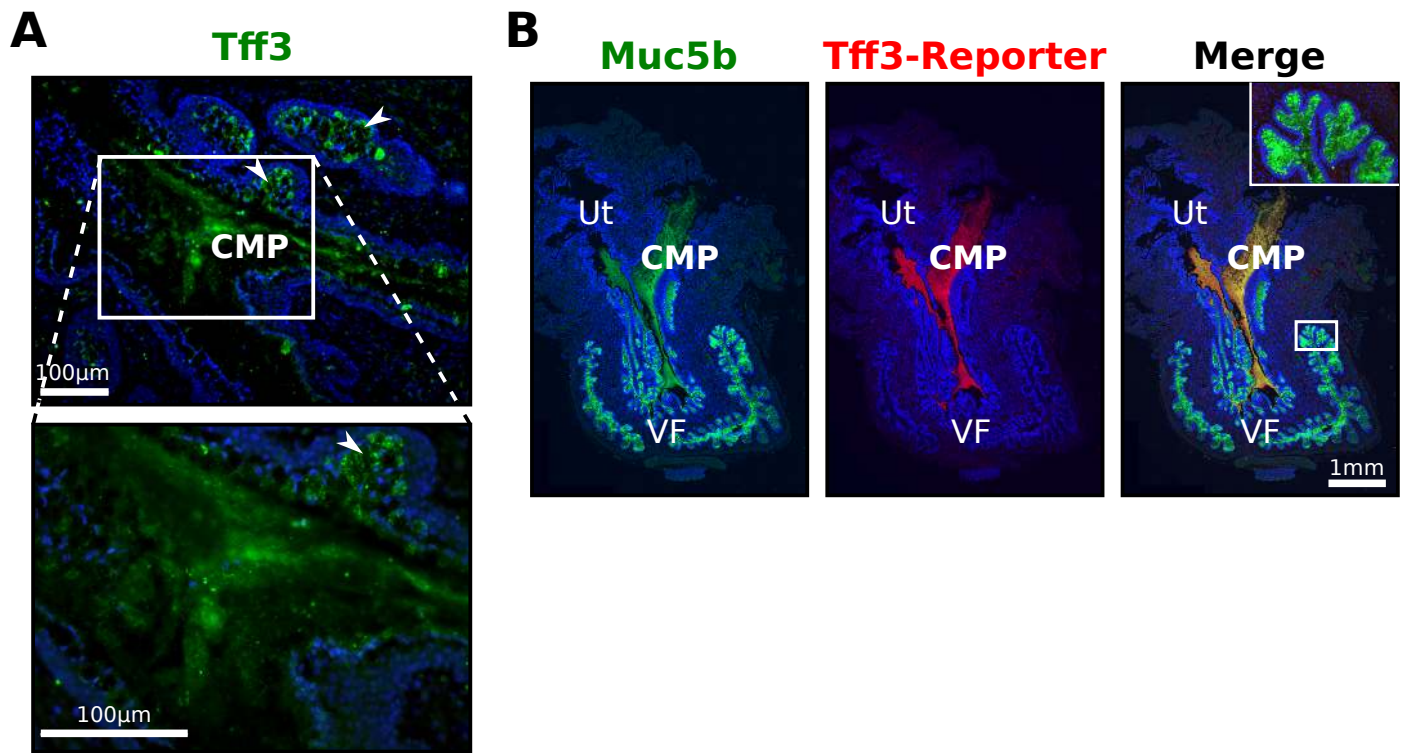 A
Tff3
CMP
100μm
100μm
B
Muc5b
Tff3-Reporter
Merge
Ut
CMP
VF
Ut
CMP
VF
Ut
CMP
VF
1mm